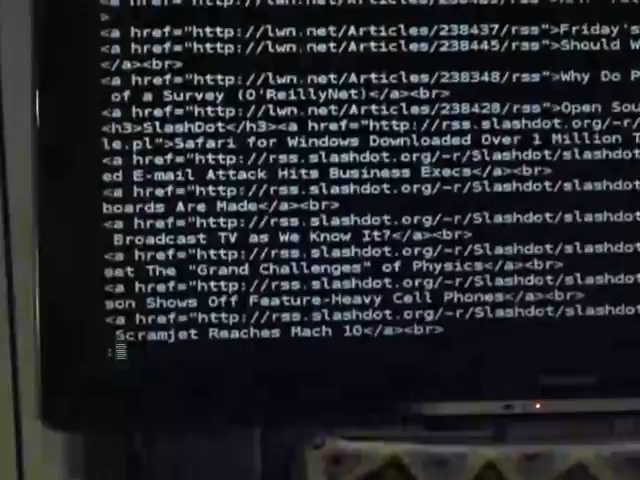 >
<a href="http://lwn.net/Articles/238437/rss">Friday's
<a href="http://lwn.net/Articles/238445/rss">Should W
</a><br>
<a href="http://lwn.net/Articles/238348/rss">Why Do P
of a Survey (O'ReillyNet)</a><br>
<a href="http://lwn.net/Articles/238428/rss">Open Sou
<h3>SlashDot</h3><a href="http://rss.slashdot.org/~r/
le.pl">Safari for Windows Downloaded Over 1 Million T
<a href="http://rss.slashdot.org/~r/Slashdot/slashdot
ed E-mail Attack Hits Business Execs</a><br>
<a href="http://rss.slashdot.org/~r/Slashdot/slashdot
boards Are Made</a><br>
<a href="http://rss.slashdot.org/~r/Slashdot/slashdot
Broadcast TV as We Know It?</a><br>
<a href="http://rss.slashdot.org/~r/Slashdot/slashdot
et The "Grand Challenges" of Physics</a><br>
<a href="http://rss.slashdot.org/~r/Slashdot/slashdot
son Shows Off Feature-Heavy Cell Phones</a><br>
<a href="http://rss.slashdot.org/~r/Slashdot/slashdot
Scramjet Reaches Mach 10</a><br>
: